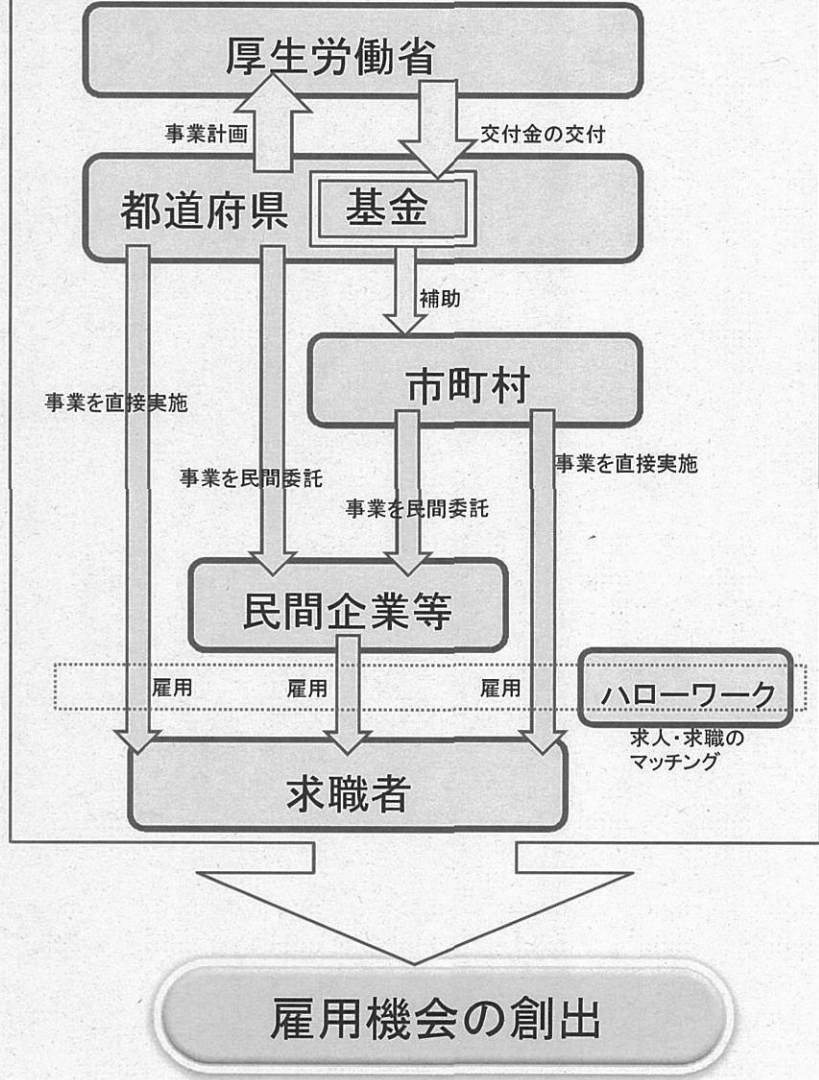 厚生労働省
事業計画
交付金の交付
都道府県
基金
補助
市町村
事業を直接実施
事業を民間委託
事業を直接実施
事業を民間委託
民間企業等
雇用
雇用
雇用
ハローワーク
求人・求職の
マッチング
求職者
雇用機会の創出